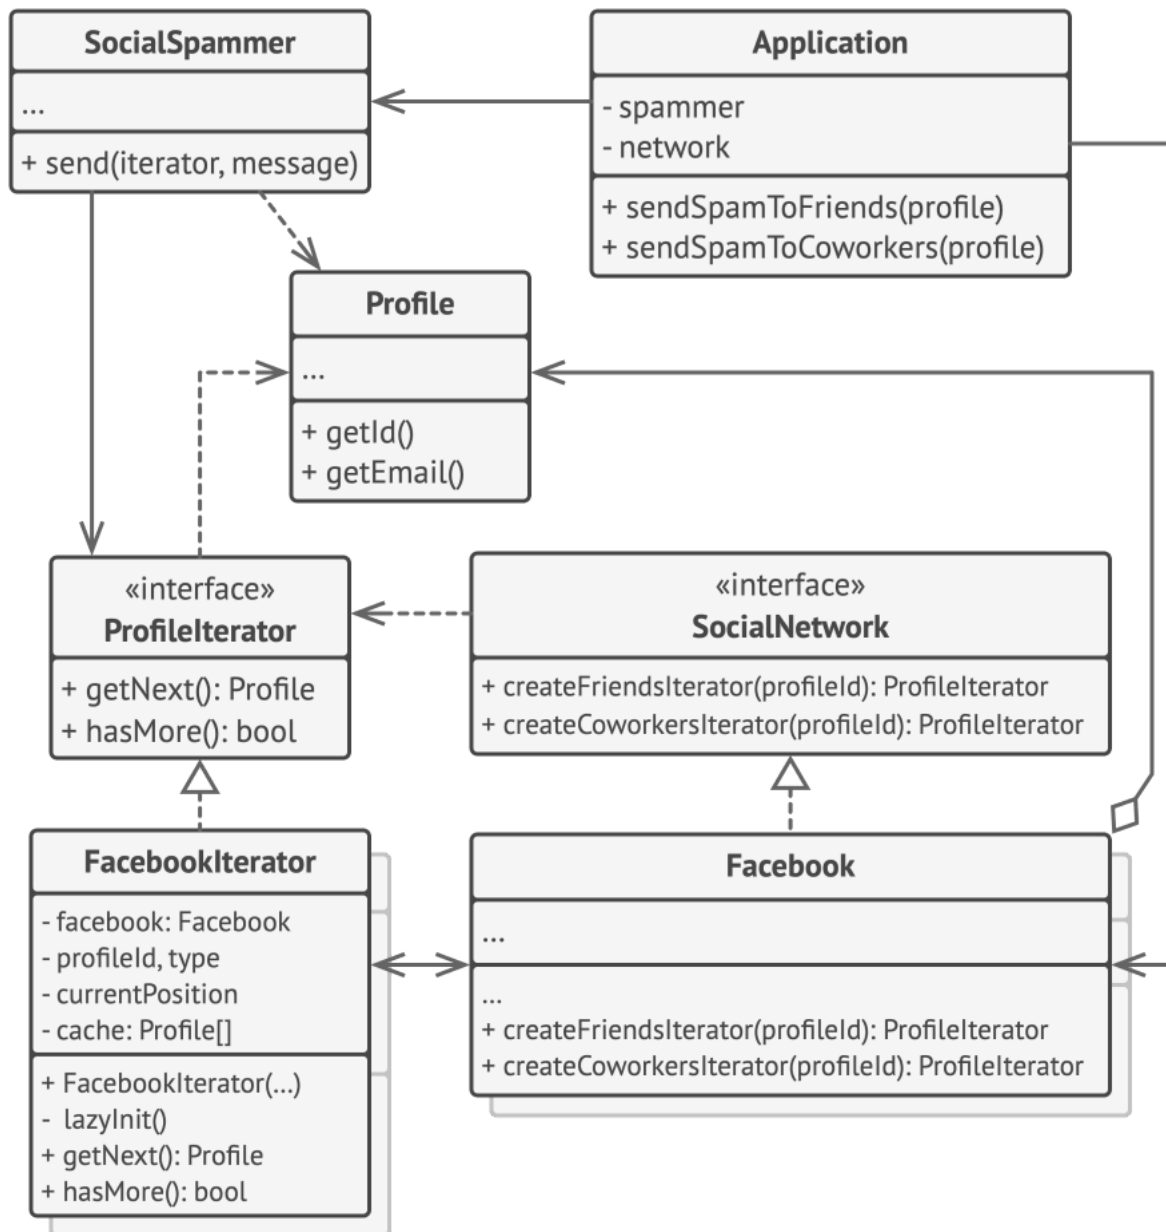 SocialSpammer
...
+ send(iterator, message)
Application
- spammer
- network
+ sendSpamToFriends(profile)
+ sendSpamToCoworkers(profile)
Profile
...
+ getId()
+ getEmail()
«interface»
ProfileIterator
+ getNext(): Profile
+ hasMore(): bool
«interface»
SocialNetwork
+ createFriendsIterator(profileId): ProfileIterator
+ createCoworkersIterator(profileId): ProfileIterator
FacebookIterator
- facebook: Facebook
- profileId, type
- currentPosition
- cache: Profile[]
+ FacebookIterator(...)
- lazyInit()
+ getNext(): Profile
+ hasMore(): bool
Facebook
...
...
+ createFriendsIterator(profileId): ProfileIterator
+ createCoworkersIterator(profileId): ProfileIterator